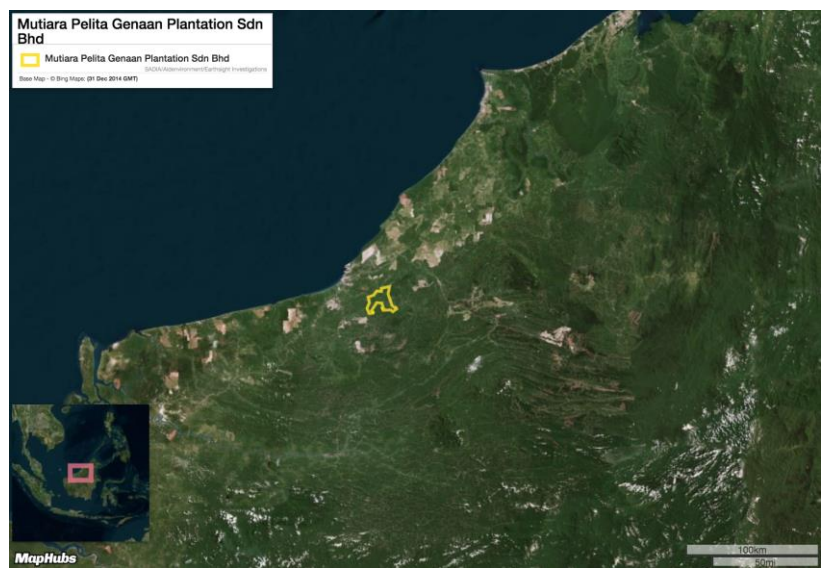 Mutiara Pelita Genaan Plantation Sdn
Bhd
Mutiara Pelita Genaan Plantation Sdn Bhd
SADIA/Aidenvironment/Earthsight Investigations
Base Map - © Bing Maps: (31 Dec 2014 GMT)
MapHubs
100km
50mi